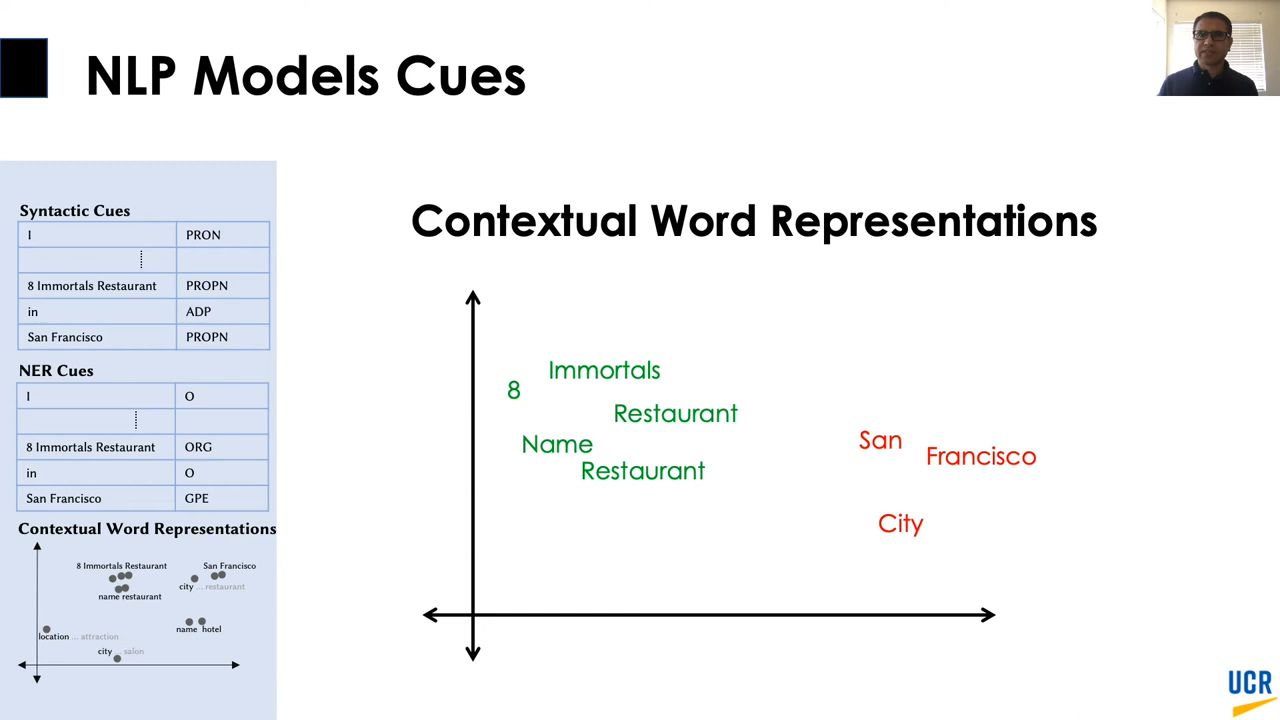 NLP Models Cues
Syntactic Cues
I PRON
8 Immortals Restaurant PROPN
in ADP
San Francisco PROPN
NER Cues
I O
8 Immortals Restaurant ORG
in O
San Francisco GPE
Contextual Word Representations
8 Immortals Restaurant San Francisco
city ... restaurant
name restaurant
name hotel
location ... attraction
city ... salon
Contextual Word Representations
Immortals
8
Restaurant
Name
Restaurant
San
Francisco
City
UCR